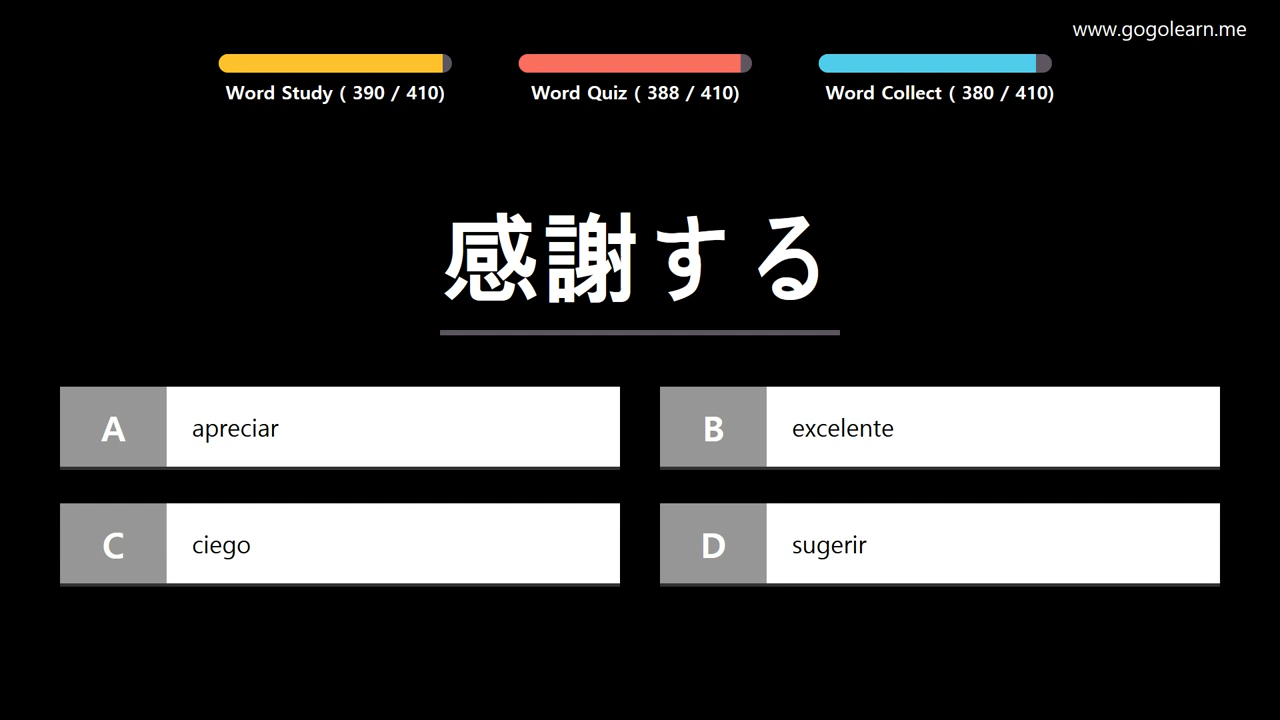 www.gogolearn.me
Word Study ( 390 / 410)
Word Quiz ( 388 / 410)
Word Collect ( 380 / 410)
感謝する
A apreciar
B excelente
C ciego
D sugerir